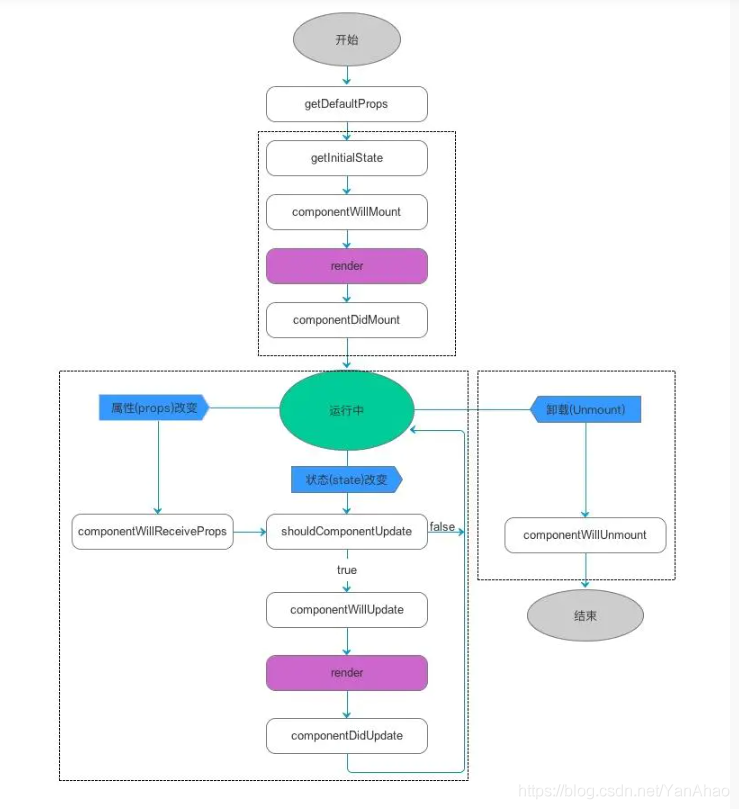 开始
getDefaultProps
getInitialState
componentWillMount
render
componentDidMount
属性(props)改变
运行中
卸载(Unmount)
状态(state)改变
componentWillReceiveProps
shouldComponentUpdate
false
componentWillUnmount
true
componentWillUpdate
结束
render
componentDidUpdate
https://blog.csdn.net/YanAhao